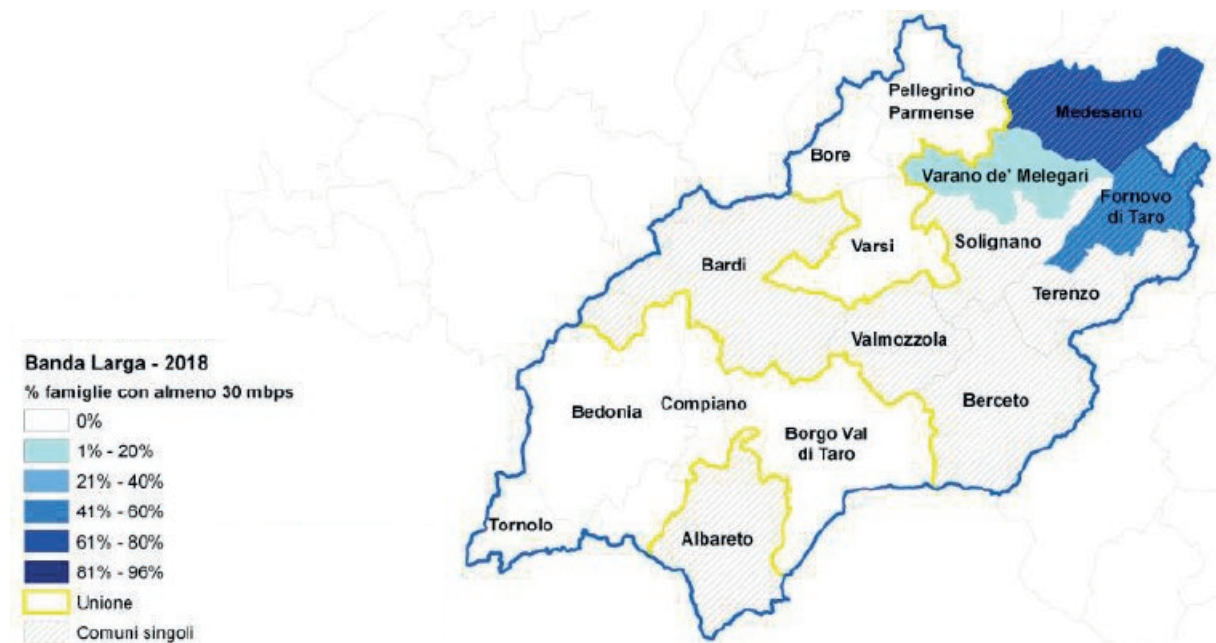 Pellegrino
Parmense
Medesano
Bore
Varano de' Melegari
Fornovo
di Taro
Varsi
Solignano
Bardi
Terenzo
Valmozzola
Banda Larga - 2018
% famiglie con almeno 30 mbps
0%
1% - 20%
21% - 40%
41% - 60%
61% - 80%
81% - 96%
Unione
Comuni singoli
Bedonia
Compiano
Berceto
Borgo Val
di Taro
Tornolo
Albareto